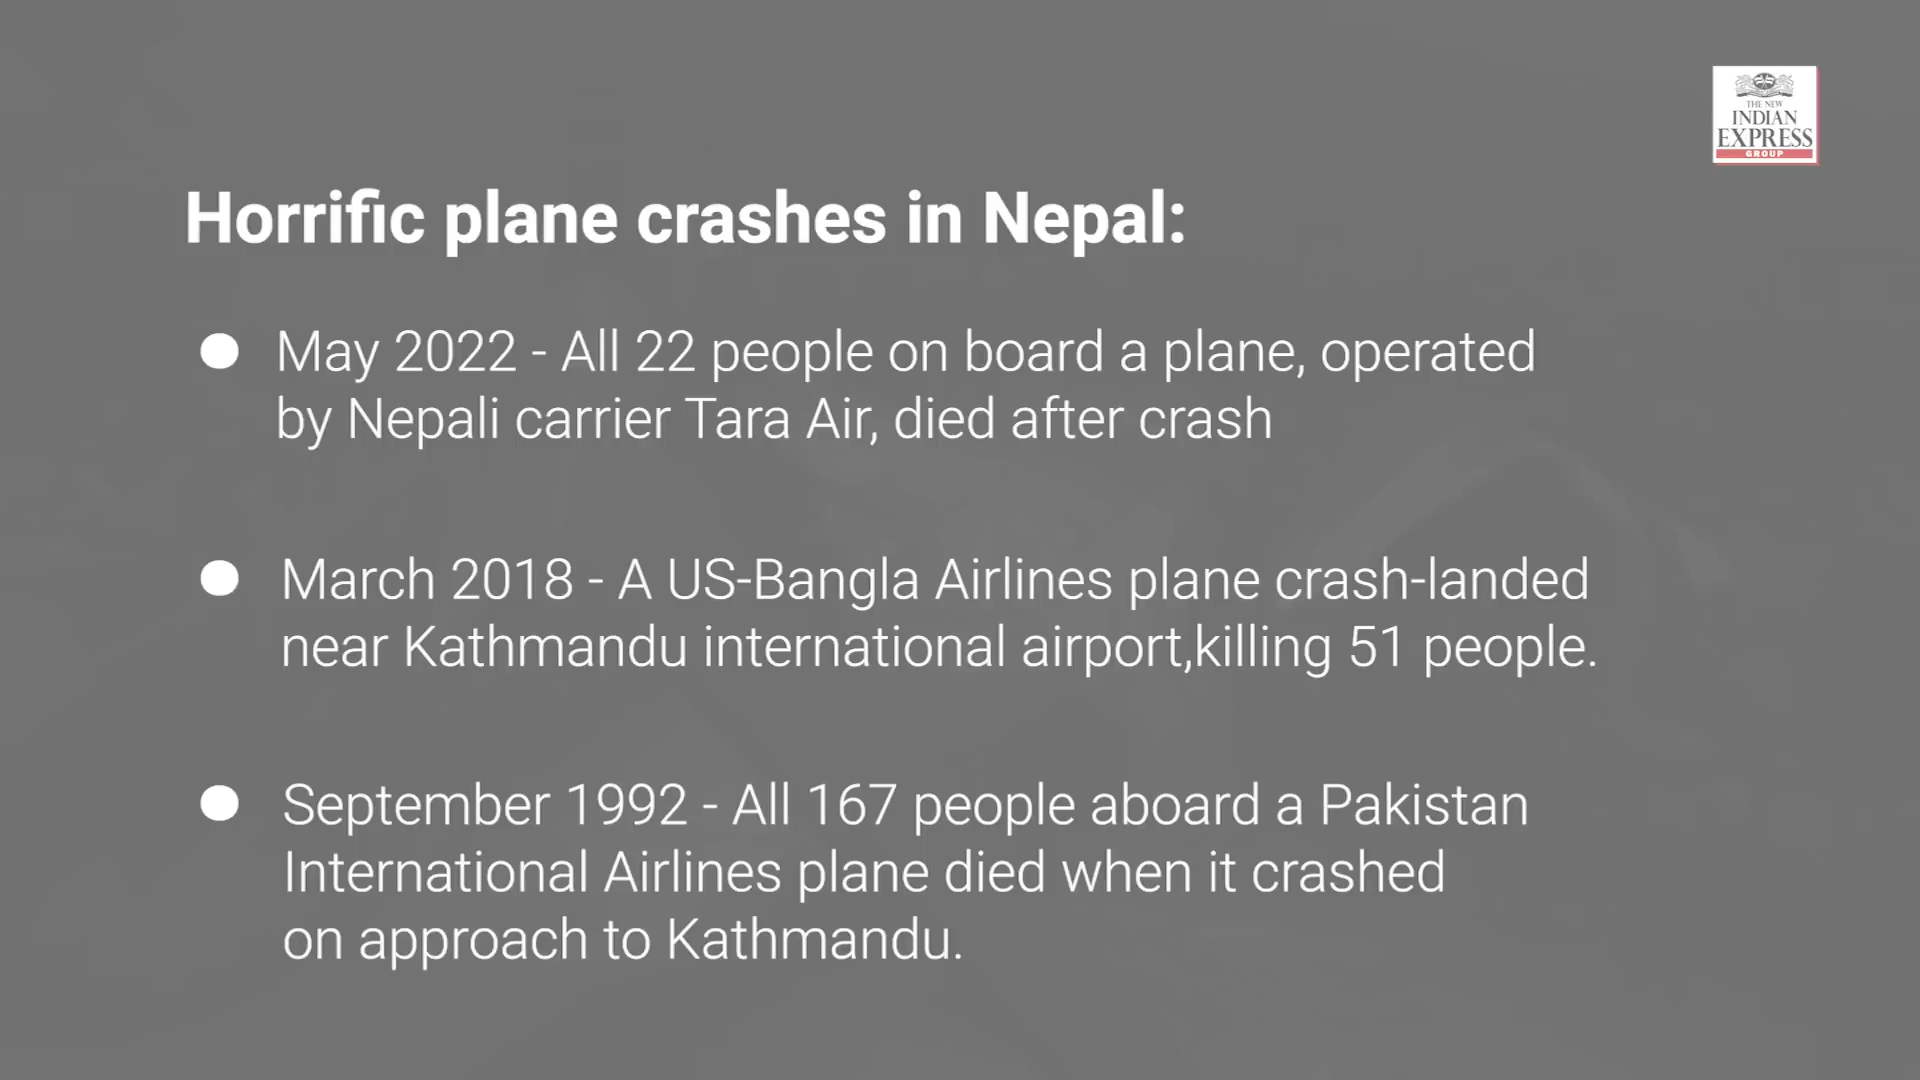 THE NEW
INDIAN
EXPRESS
GROUP
Horrific plane crashes in Nepal:
● May 2022 - All 22 people on board a plane, operated
by Nepali carrier Tara Air, died after crash
● March 2018 - A US-Bangla Airlines plane crash-landed
near Kathmandu international airport,killing 51 people.
● September 1992 - All 167 people aboard a Pakistan
International Airlines plane died when it crashed
on approach to Kathmandu.